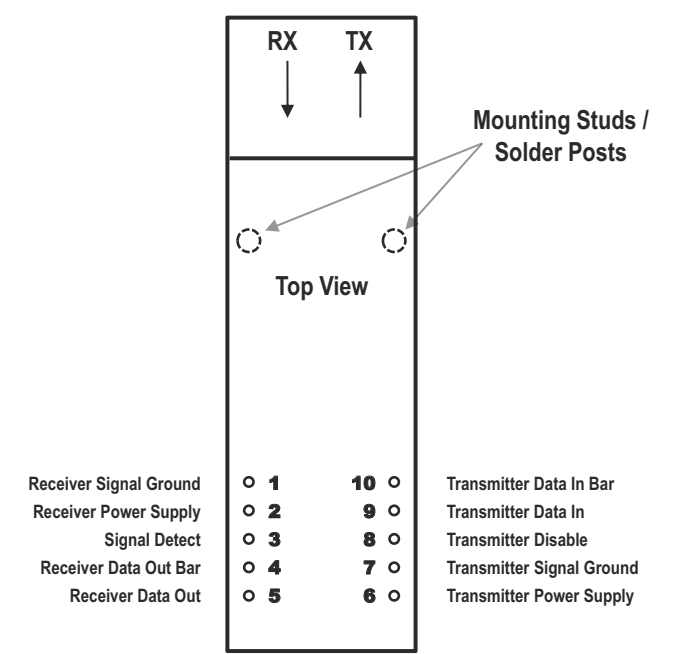 RX TX
Mounting Studs /
Solder Posts
Top View
Receiver Signal Ground 1 10 Transmitter Data In Bar
Receiver Power Supply 2 9 Transmitter Data In
Signal Detect 3 8 Transmitter Disable
Receiver Data Out Bar 4 7 Transmitter Signal Ground
Receiver Data Out 5 6 Transmitter Power Supply